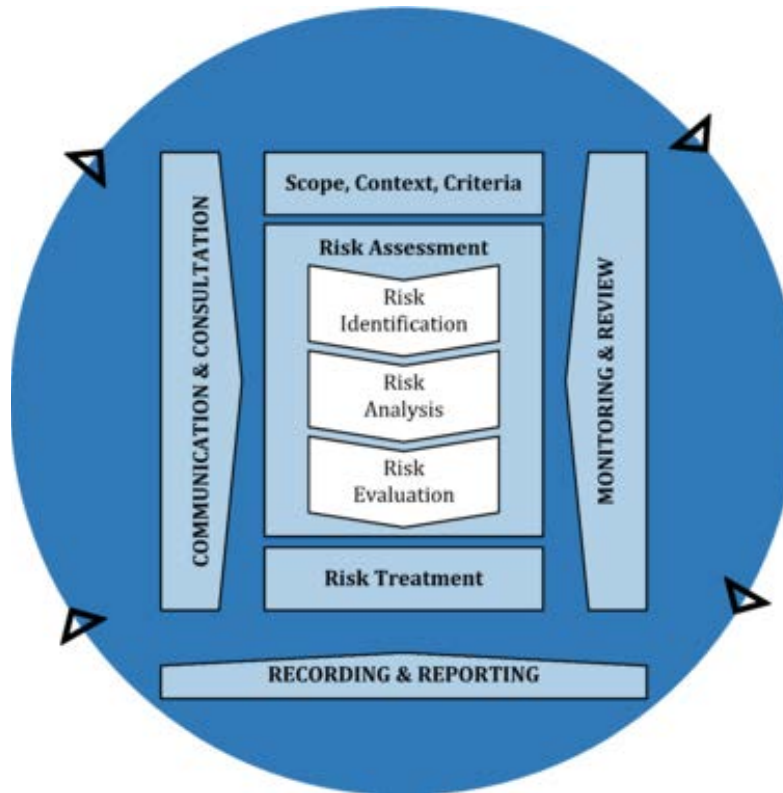 Scope, Context, Criteria
Risk Assessment
Risk
Identification
Risk
Analysis
Risk
Evaluation
Risk Treatment
COMMUNICATION & CONSULTATION
MONITORING & REVIEW
RECORDING & REPORTING